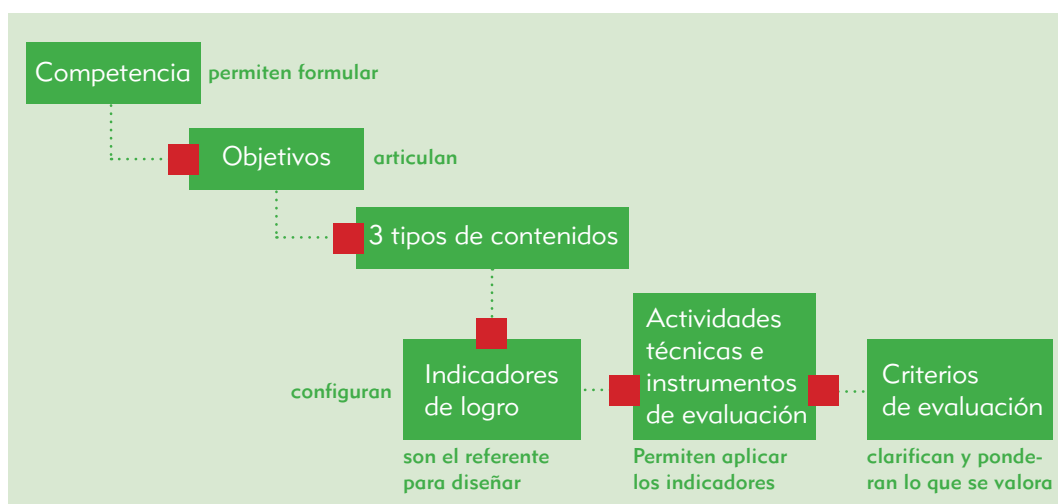 Competencia
permiten formular
Objetivos
articulan
3 tipos de contenidos
configuran
Indicadores
de logro
son el referente
para diseñar
Actividades
técnicas e
instrumentos
de evaluación
Permiten aplicar
los indicadores
Criterios
de evaluación
clarifican y ponde-
ran lo que se valora